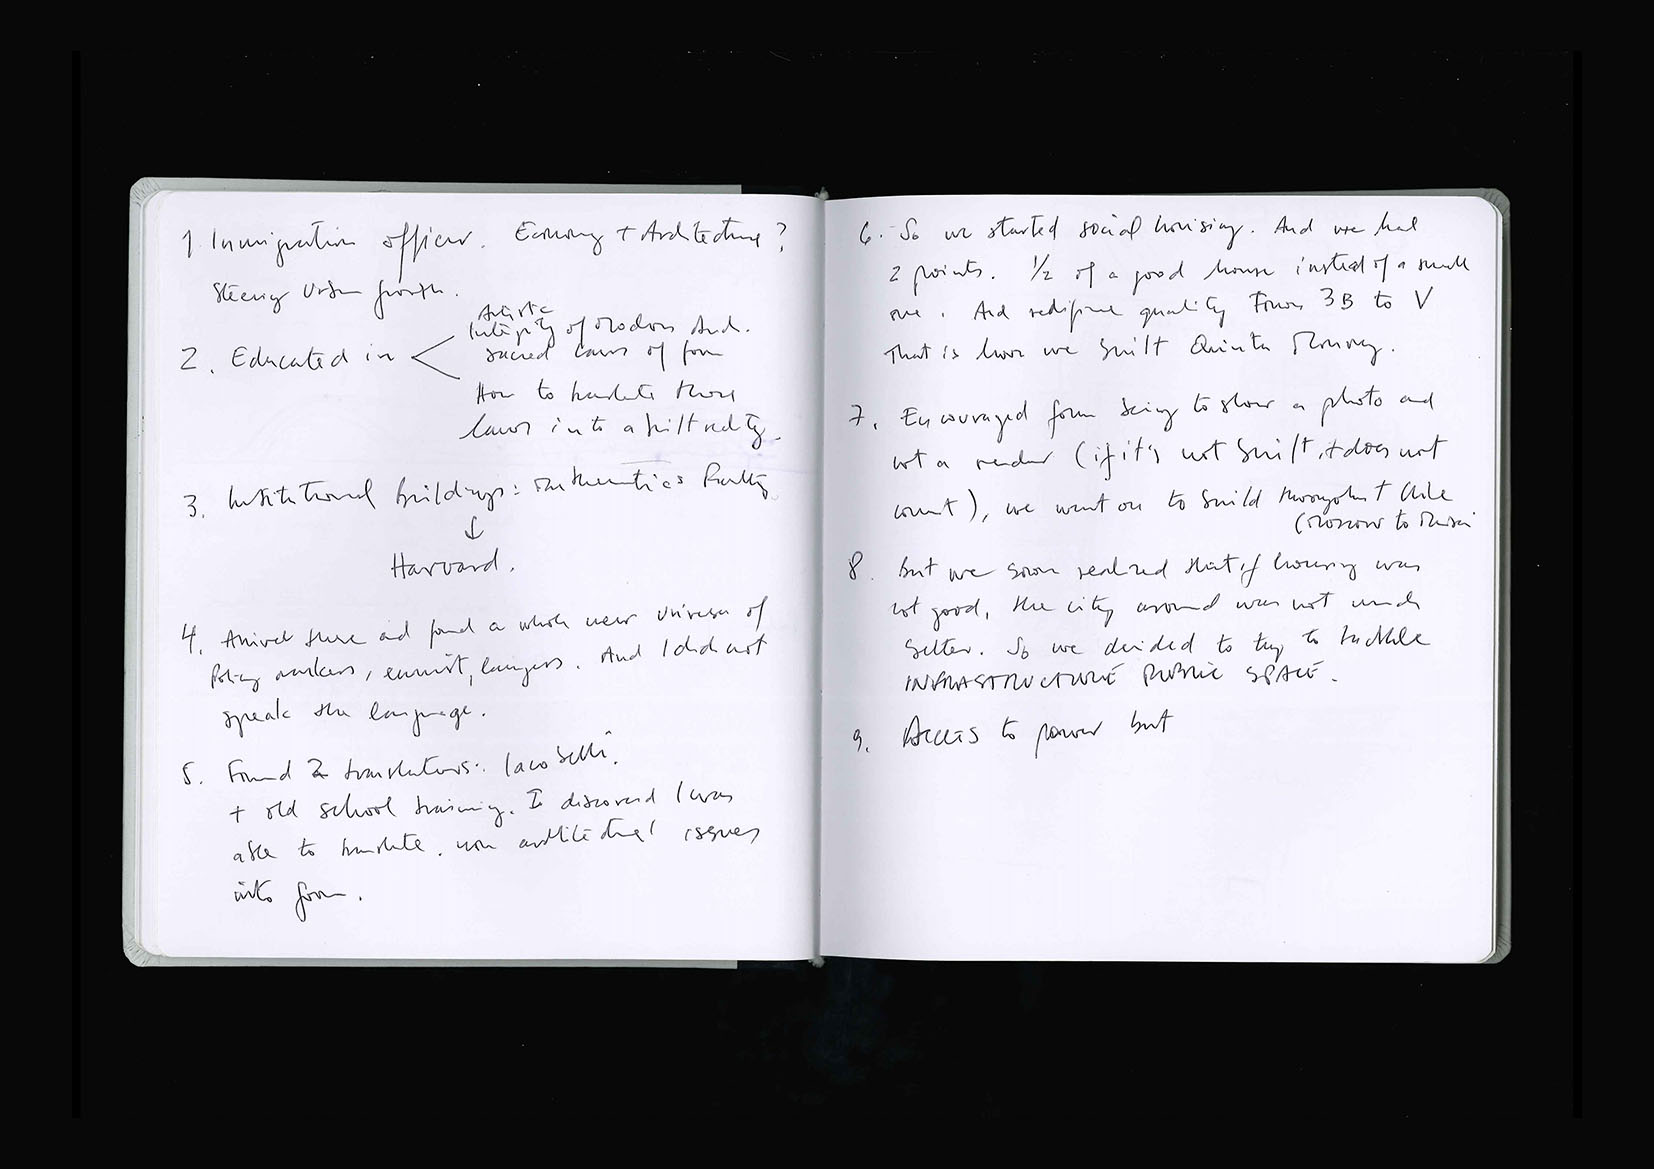 1. Inmigration officer. Economy + Architecture?
Steering Urban growth.
2. Educated in
Artistic
Integrity of Modern Arch.
sacred laws of form
How to translate those
laws into a built reality.
3. Institutional buildings: Mathematics Faculty
↓
Harvard.
4. Arrived there and found a whole new universe of
Policy makers, lawyers. And I did not
speak the language.
5. Found 2 translators: Iacobelli.
+ old school training. I discovered I was
able to translate. non architectural issues
into form.
6. So we started social housing. And we had
2 points. 1/2 of a good house instead of a small
one. And redifine quality From 3B to V
That is how we built Quinta Monroy.
7. Encouraged form being to show a photo and
not a render (if it's not built, it does not
count), we went on to build throughout Chile
8. But we soon realized that if housing was
not good, the city around was not much
better. So we decided to try to tackle
INFRASTRUCTURE PUBLIC SPACE.
9. Access to power but